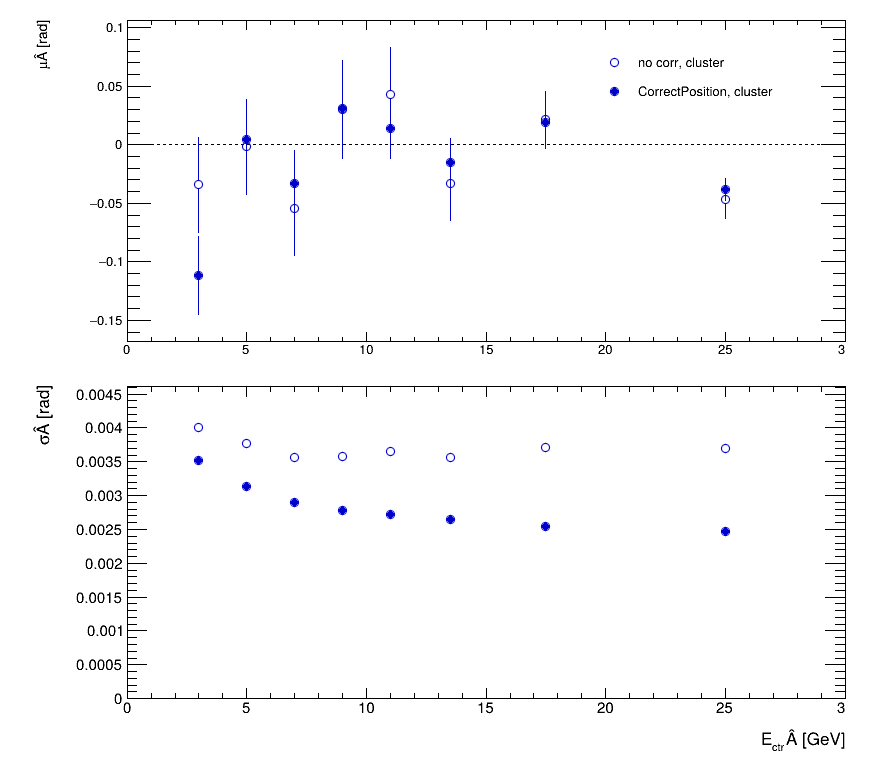 μÂ [rad]
0.1
0.05
0
−0.05
−0.1
−0.15
no corr, cluster
CorrectPosition, cluster
0 5 10 15 20 25 3
σÂ [rad]
0.0045
0.004
0.0035
0.003
0.0025
0.002
0.0015
0.001
0.0005
0
0 5 10 15 20 25 3
EctrÂ [GeV]